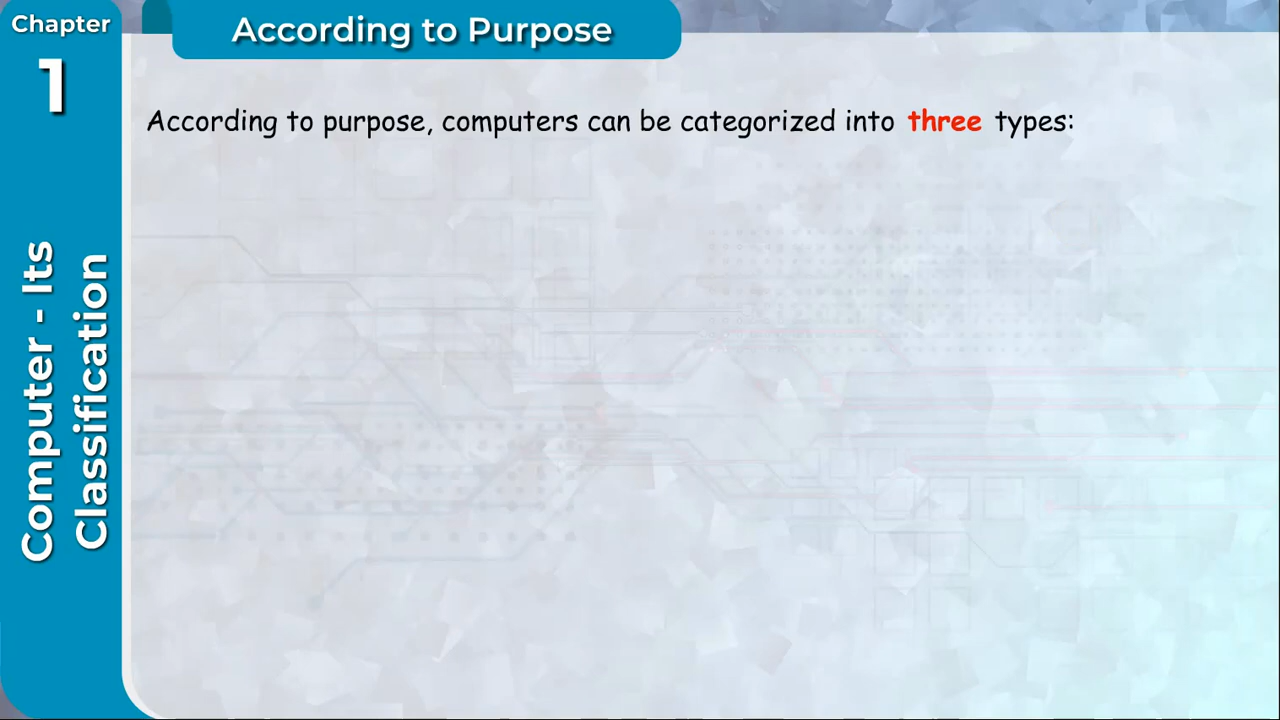 Chapter
1
Computer - Its
Classification
According to Purpose
According to purpose, computers can be categorized into three types: